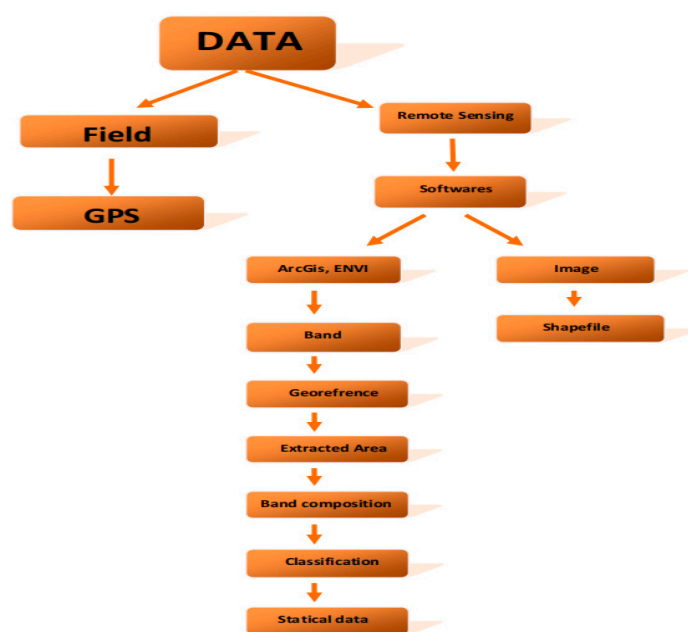 DATA
Field
Remote Sensing
GPS
Softwares
ArcGis, ENVI
Image
Band
Shapefile
Georefrence
Extracted Area
Band composition
Classification
Statical data